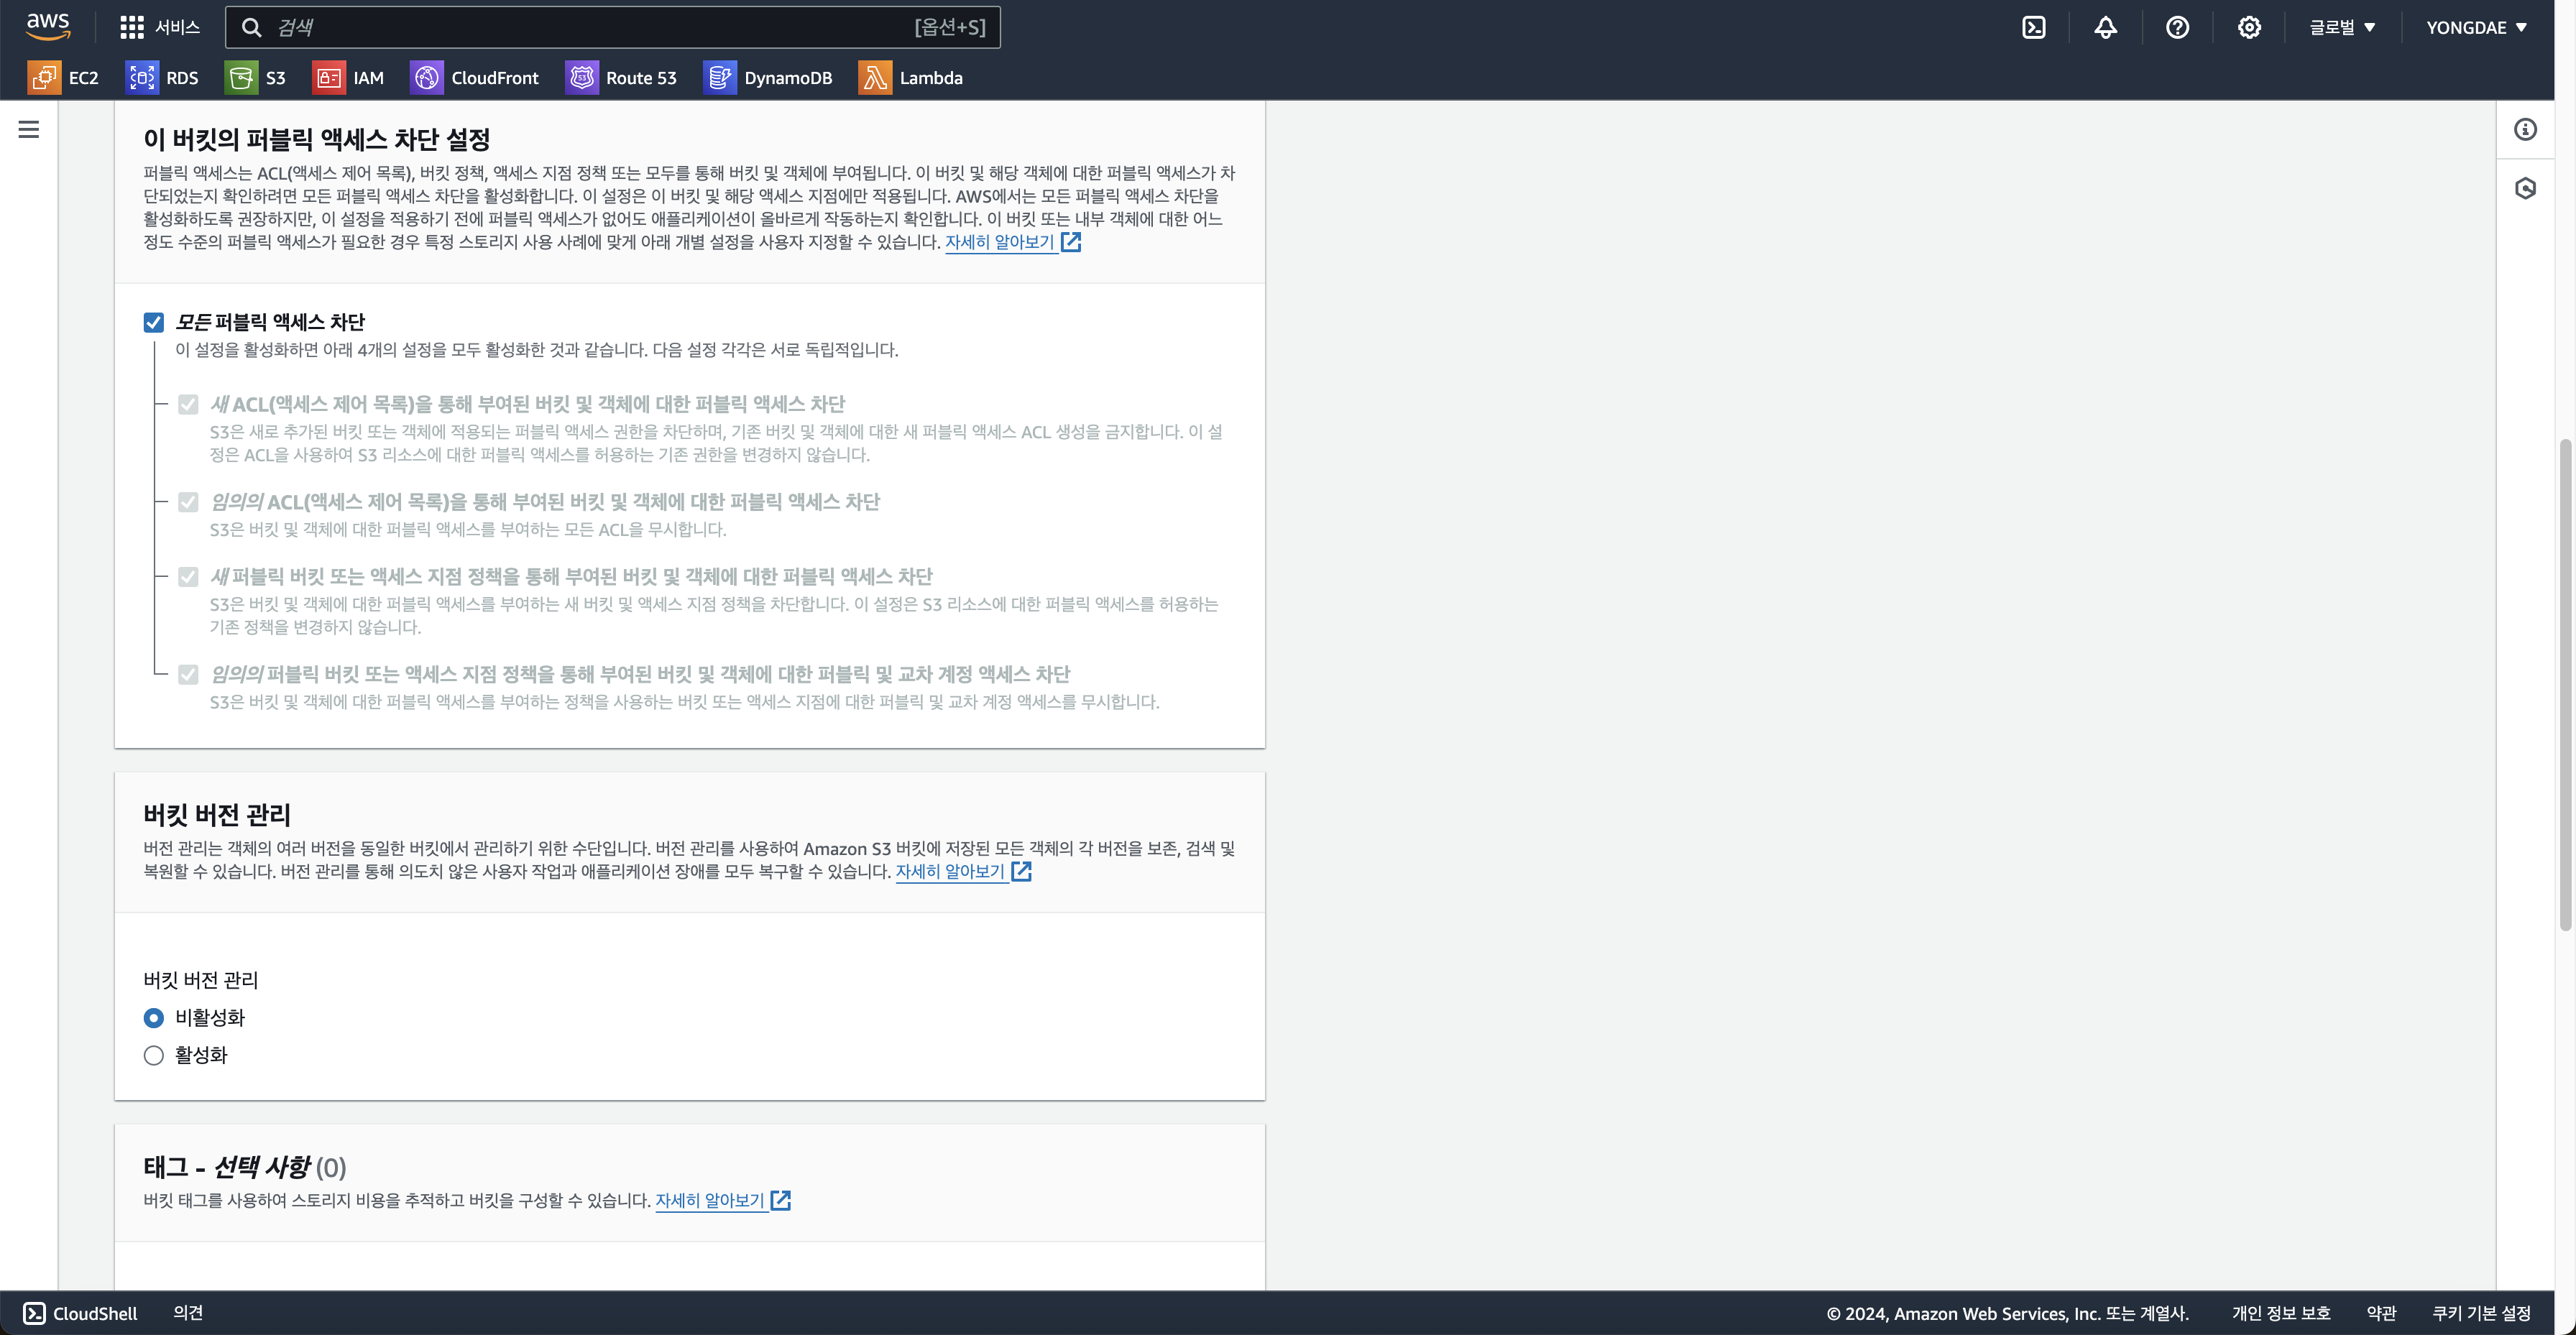 aws
서비스
검색
[옵션+S]
글로벌 ▼
YONGDAE ▼
EC2
RDS
S3
IAM
CloudFront
Route 53
DynamoDB
Lambda
이 버킷의 퍼블릭 액세스 차단 설정
퍼블릭 액세스는 ACL(액세스 제어 목록), 버킷 정책, 액세스 지점 정책 또는 모두를 통해 버킷 및 객체에 부여됩니다. 이 버킷 및 해당 객체에 대한 퍼블릭 액세스가 차
단되었는지 확인하려면 모든 퍼블릭 액세스 차단을 활성화합니다. 이 설정은 이 버킷 및 해당 액세스 지점에만 적용됩니다. AWS에서는 모든 퍼블릭 액세스 차단을
활성화하도록 권장하지만, 이 설정을 적용하기 전에 퍼블릭 액세스가 없어도 애플리케이션이 올바르게 작동하는지 확인합니다. 이 버킷 또는 내부 객체에 대한 어느
정도 수준의 퍼블릭 액세스가 필요한 경우 특정 스토리지 사용 사례에 맞게 아래 개별 설정을 사용자 지정할 수 있습니다. 자세히 알아보기
모든 퍼블릭 액세스 차단
이 설정을 활성화하면 아래 4개의 설정을 모두 활성화한 것과 같습니다. 다음 설정 각각은 서로 독립적입니다.
새 ACL(액세스 제어 목록)을 통해 부여된 버킷 및 객체에 대한 퍼블릭 액세스 차단
S3은 새로 추가된 버킷 또는 객체에 적용되는 퍼블릭 액세스 권한을 차단하며, 기존 버킷 및 객체에 대한 새 퍼블릭 액세스 ACL 생성을 금지합니다. 이 설
정은 ACL을 사용하여 S3 리소스에 대한 퍼블릭 액세스를 허용하는 기존 권한을 변경하지 않습니다.
임의의 ACL(액세스 제어 목록)을 통해 부여된 버킷 및 객체에 대한 퍼블릭 액세스 차단
S3은 버킷 및 객체에 대한 퍼블릭 액세스를 부여하는 모든 ACL을 무시합니다.
새 퍼블릭 버킷 또는 액세스 지점 정책을 통해 부여된 버킷 및 객체에 대한 퍼블릭 액세스 차단
S3은 버킷 및 객체에 대한 퍼블릭 액세스를 부여하는 새 버킷 및 액세스 지점 정책을 차단합니다. 이 설정은 S3 리소스에 대한 퍼블릭 액세스를 허용하는
기존 정책을 변경하지 않습니다.
임의의 퍼블릭 버킷 또는 액세스 지점 정책을 통해 부여된 버킷 및 객체에 대한 퍼블릭 및 교차 계정 액세스 차단
S3은 버킷 및 객체에 대한 퍼블릭 액세스를 부여하는 정책을 사용하는 버킷 또는 액세스 지점에 대한 퍼블릭 및 교차 계정 액세스를 무시합니다.
버킷 버전 관리
버전 관리는 객체의 여러 버전을 동일한 버킷에서 관리하기 위한 수단입니다. 버전 관리를 사용하여 Amazon S3 버킷에 저장된 모든 객체의 각 버전을 보존, 검색 및
복원할 수 있습니다. 버전 관리를 통해 의도치 않은 사용자 작업과 애플리케이션 장애를 모두 복구할 수 있습니다. 자세히 알아보기
버킷 버전 관리
비활성화
활성화
태그 - 선택 사항 (0)
버킷 태그를 사용하여 스토리지 비용을 추적하고 버킷을 구성할 수 있습니다. 자세히 알아보기
CloudShell
의견
© 2024, Amazon Web Services, Inc. 또는 계열사.
개인 정보 보호
약관
쿠키 기본 설정